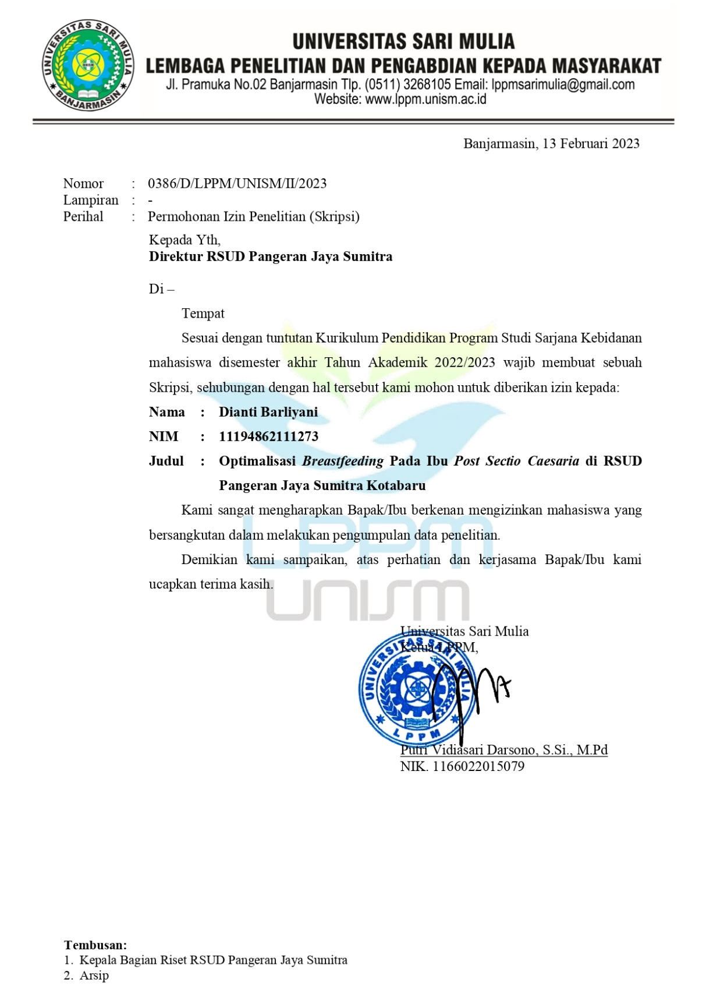 UNIVERSITAS SARI MULIA
BANJARMASIN
UNISM
UNIVERSITAS SARI MULIA
LEMBAGA PENELITIAN DAN PENGABDIAN KEPADA MASYARAKAT
Jl. Pramuka No.02 Banjarmasin Tlp. (0511) 3268105 Email: lppmsarimulia@gmail.com
Website: www.lppm.unism.ac.id
Banjarmasin, 13 Februari 2023
Nomor : 0386/D/LPPM/UNISM/II/2023
Lampiran : -
Perihal : Permohonan Izin Penelitian (Skripsi)
Kepada Yth,
Direktur RSUD Pangeran Jaya Sumitra
Di –
Tempat
Sesuai dengan tuntutan Kurikulum Pendidikan Program Studi Sarjana Kebidanan
mahasiswa disemester akhir Tahun Akademik 2022/2023 wajib membuat sebuah
Skripsi, sehubungan dengan hal tersebut kami mohon untuk diberikan izin kepada:
Nama : Dianti Barliyani
NIM : 11194862111273
Judul : Optimalisasi Breastfeeding Pada Ibu Post Sectio Caesaria di RSUD
Pangeran Jaya Sumitra Kotabaru
Kami sangat mengharapkan Bapak/Ibu berkenan mengizinkan mahasiswa yang
bersangkutan dalam melakukan pengumpulan data penelitian.
Demikian kami sampaikan, atas perhatian dan kerjasama Bapak/Ibu kami
ucapkan terima kasih.
LPPM
UNISM
Universitas Sari Mulia
Ketua LPPM,
UNIVERSITAS SARI MULIA
UNISM
LPPM
Putri Vidiasari Darsono, S.Si., M.Pd
NIK. 1166022015079
Tembusan:
1. Kepala Bagian Riset RSUD Pangeran Jaya Sumitra
2. Arsip